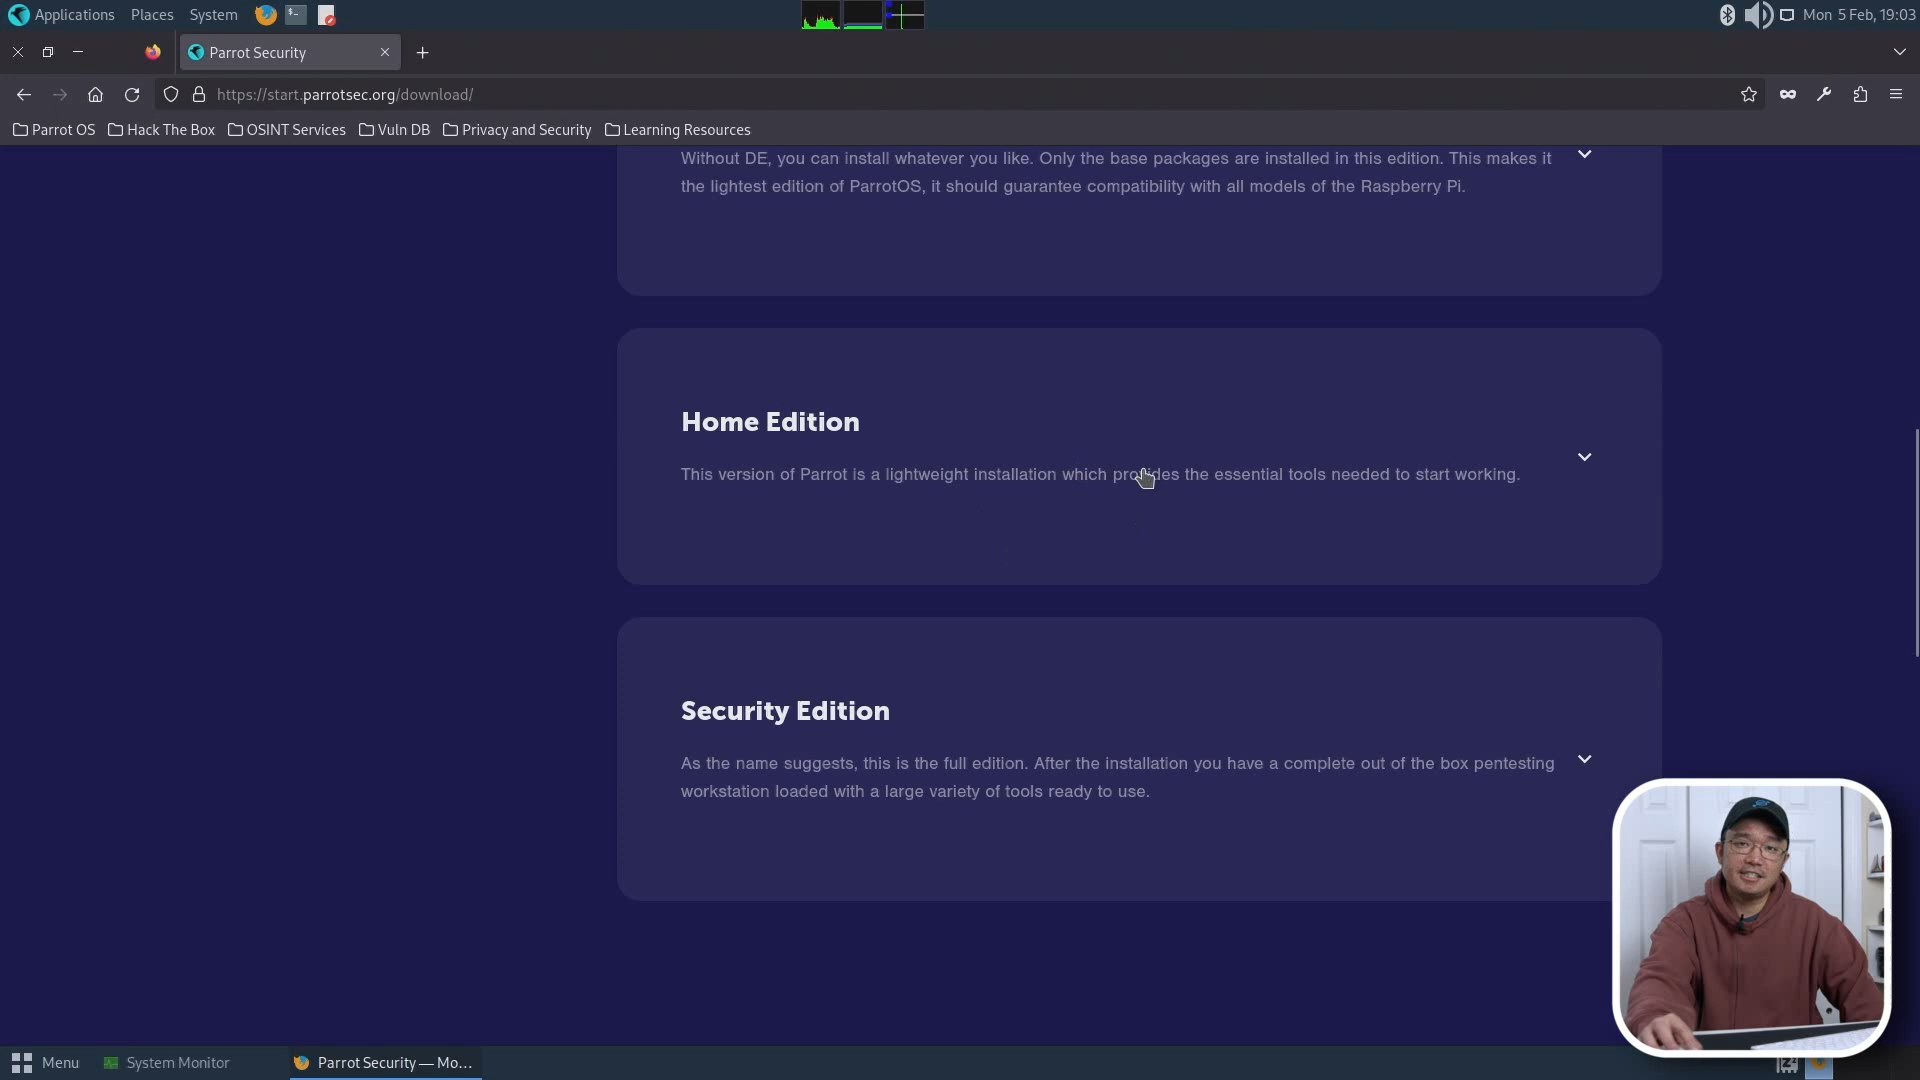 Applications Places System Mon 5 Feb, 19:03
Parrot Security
https://start.parrotsec.org/download/
Parrot OS Hack The Box OSINT Services Vuln DB Privacy and Security Learning Resources
Without DE, you can install whatever you like. Only the base packages are installed in this edition. This makes it
the lightest edition of ParrotOS, it should guarantee compatibility with all models of the Raspberry Pi.
Home Edition
This version of Parrot is a lightweight installation which provides the essential tools needed to start working.
Security Edition
As the name suggests, this is the full edition. After the installation you have a complete out of the box pentesting
workstation loaded with a large variety of tools ready to use.
Menu System Monitor Parrot Security — Mo...